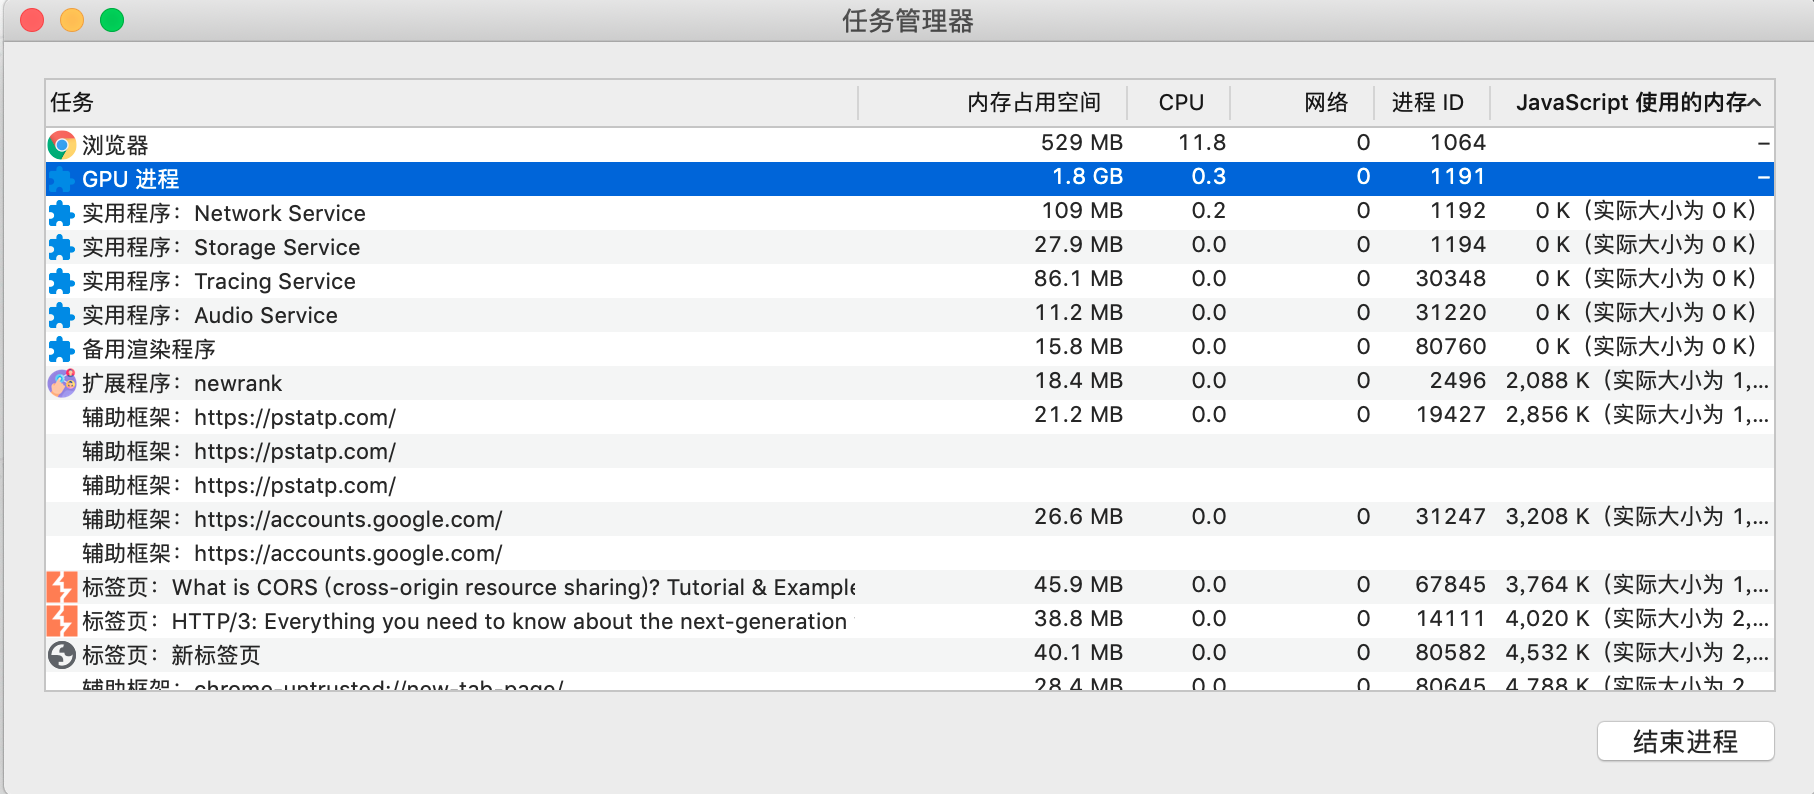 任务管理器
任务 内存占用空间 CPU 网络 进程 ID JavaScript 使用的内存
浏览器 529 MB 11.8 0 1064 –
GPU 进程 1.8 GB 0.3 0 1191 –
实用程序：Network Service 109 MB 0.2 0 1192 0 K（实际大小为 0 K）
实用程序：Storage Service 27.9 MB 0.0 0 1194 0 K（实际大小为 0 K）
实用程序：Tracing Service 86.1 MB 0.0 0 30348 0 K（实际大小为 0 K）
实用程序：Audio Service 11.2 MB 0.0 0 31220 0 K（实际大小为 0 K）
备用渲染程序 15.8 MB 0.0 0 80760 0 K（实际大小为 0 K）
扩展程序：newrank 18.4 MB 0.0 0 2496 2,088 K（实际大小为 1,...
辅助框架：https://pstatp.com/ 21.2 MB 0.0 0 19427 2,856 K（实际大小为 1,...
辅助框架：https://pstatp.com/
辅助框架：https://pstatp.com/
辅助框架：https://accounts.google.com/ 26.6 MB 0.0 0 31247 3,208 K（实际大小为 1,...
辅助框架：https://accounts.google.com/
标签页：What is CORS (cross-origin resource sharing)? Tutorial & Example 45.9 MB 0.0 0 67845 3,764 K（实际大小为 1,...
标签页：HTTP/3: Everything you need to know about the next-generation 38.8 MB 0.0 0 14111 4,020 K（实际大小为 2,...
标签页：新标签页 40.1 MB 0.0 0 80582 4,532 K（实际大小为 2,...
辅助框架：chrome-untrusted://new-tab-page/ 28.4 MB 0.0 0 80645 4,788 K（实际大小为 2
结束进程